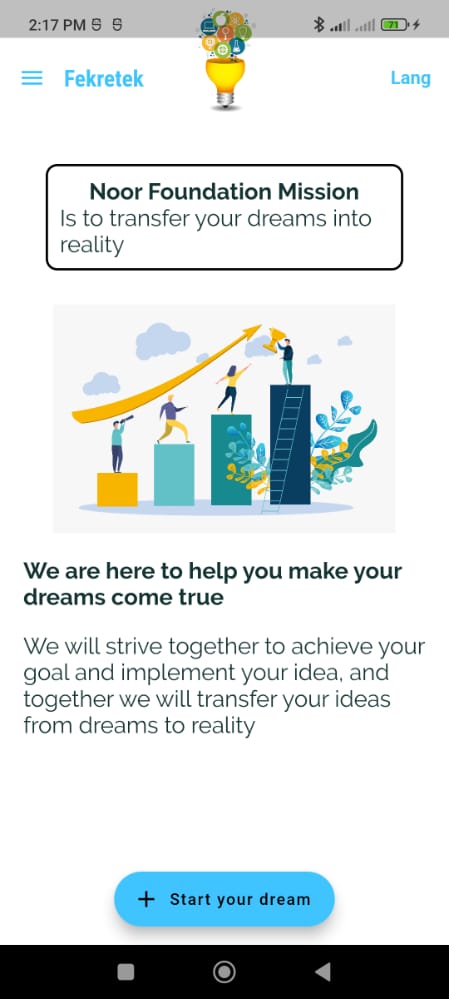 2:17 PM
71
Fekretek
Lang
Noor Foundation Mission
Is to transfer your dreams into
reality
We are here to help you make your
dreams come true
We will strive together to achieve your
goal and implement your idea, and
together we will transfer your ideas
from dreams to reality
+ Start your dream